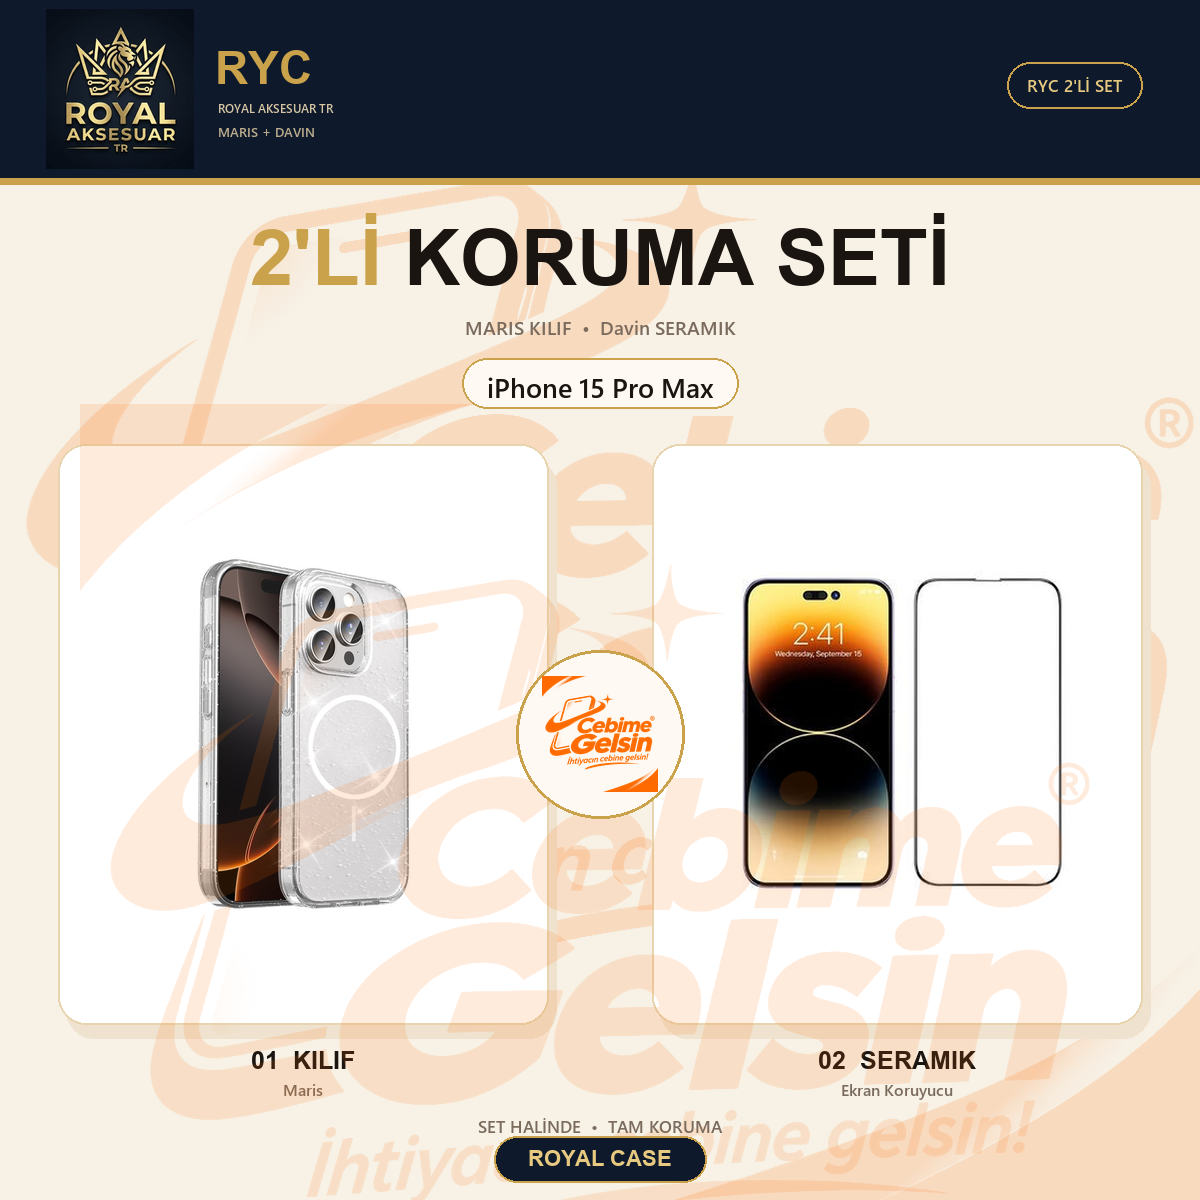 RA
ROYAL
AKSESUAR
TR
RYC
ROYAL AKSESUAR TR
MARIS + DAVIN
RYC 2'Lİ SET
2'Lİ KORUMA SETİ
MARIS KILIF • Davin SERAMIK
iPhone 15 Pro Max
2:41
Wednesday, September 15
Cebime®
Gelsin
İhtiyacın cebine gelsin!
Cebime®
Gelsin
01 KILIF
Maris
02 SERAMIK
Ekran Koruyucu
SET HALİNDE • TAM KORUMA
ROYAL CASE